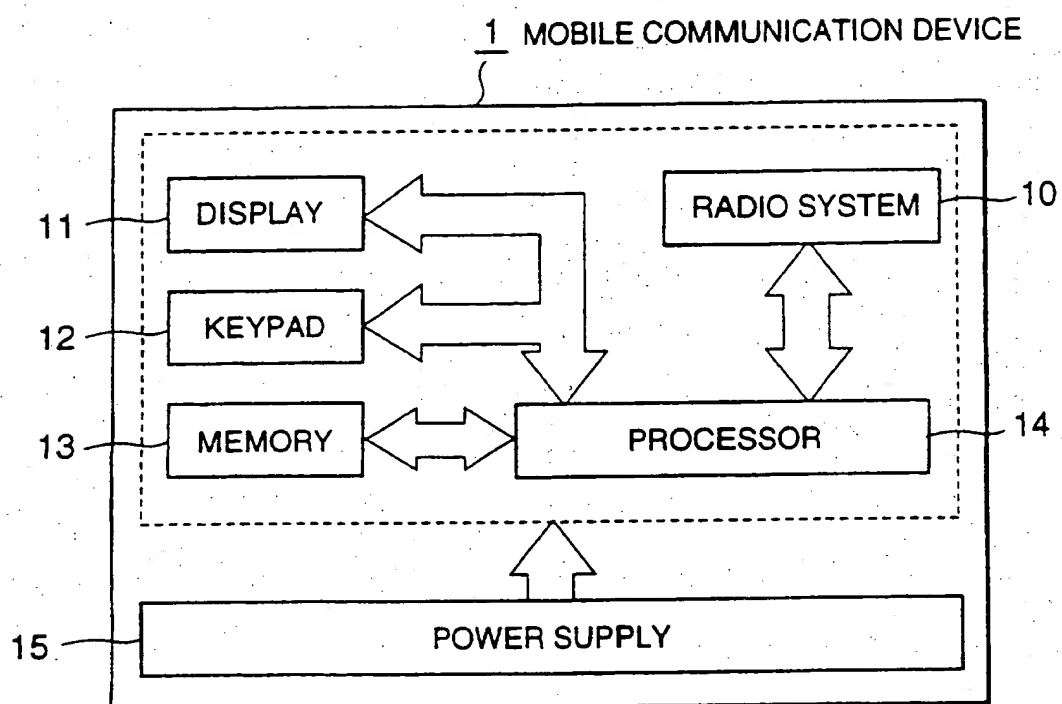 1 MOBILE COMMUNICATION DEVICE
11 DISPLAY
RADIO SYSTEM 10
12 KEYPAD
13 MEMORY
PROCESSOR 14
15 POWER SUPPLY